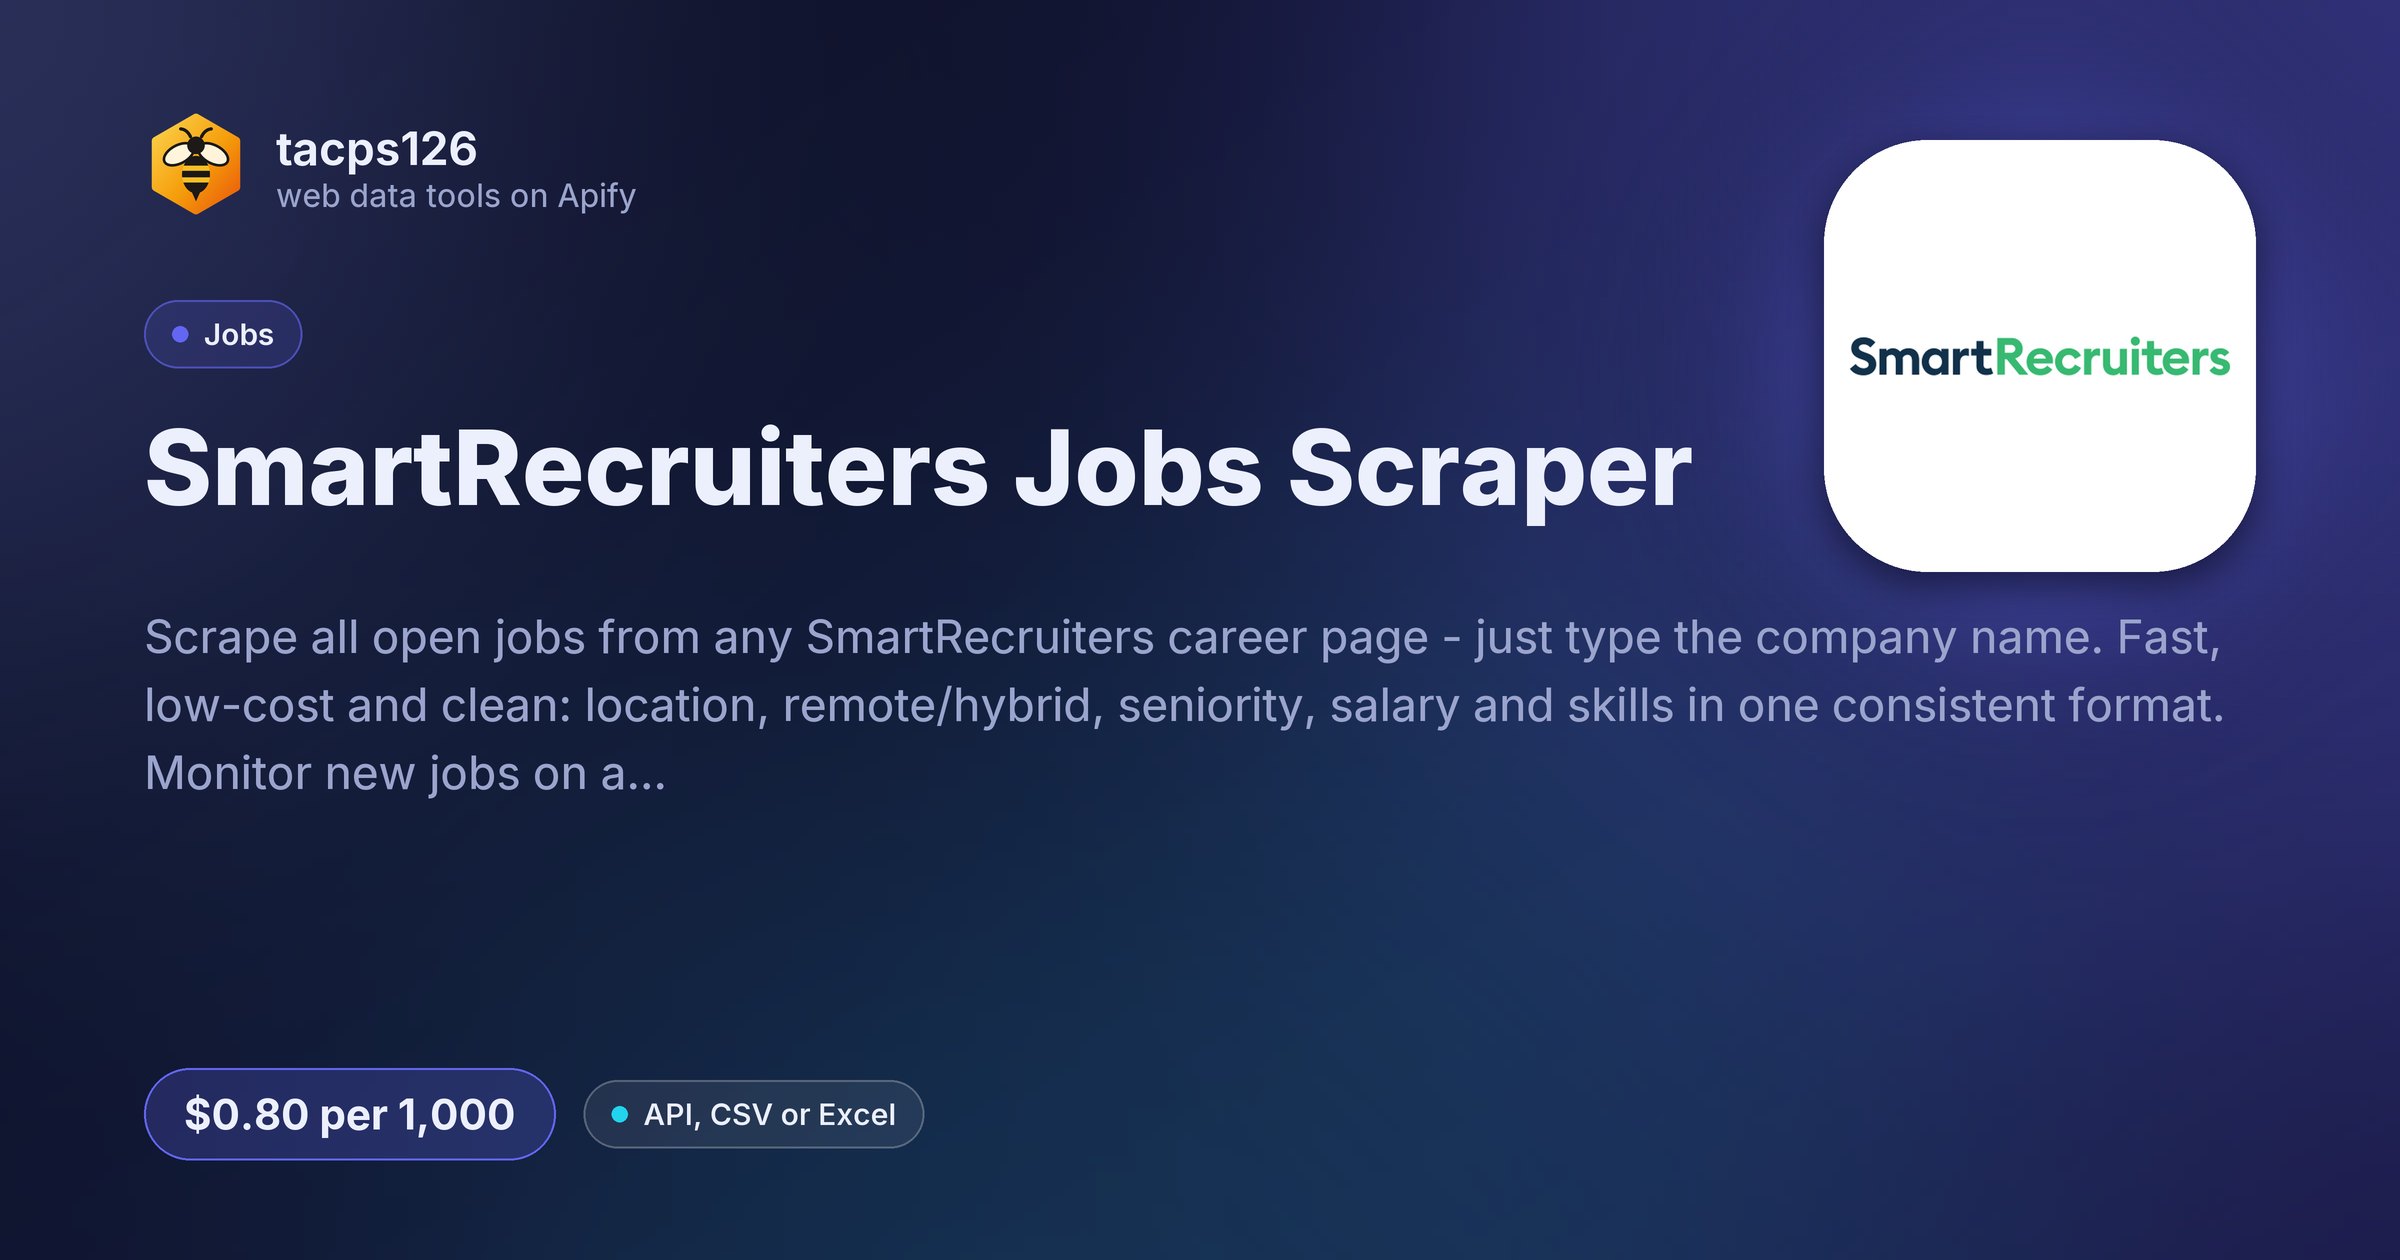 tacps126
web data tools on Apify
Jobs
SmartRecruiters
SmartRecruiters Jobs Scraper
Scrape all open jobs from any SmartRecruiters career page - just type the company name. Fast,
low-cost and clean: location, remote/hybrid, seniority, salary and skills in one consistent format.
Monitor new jobs on a...
$0.80 per 1,000
API, CSV or Excel